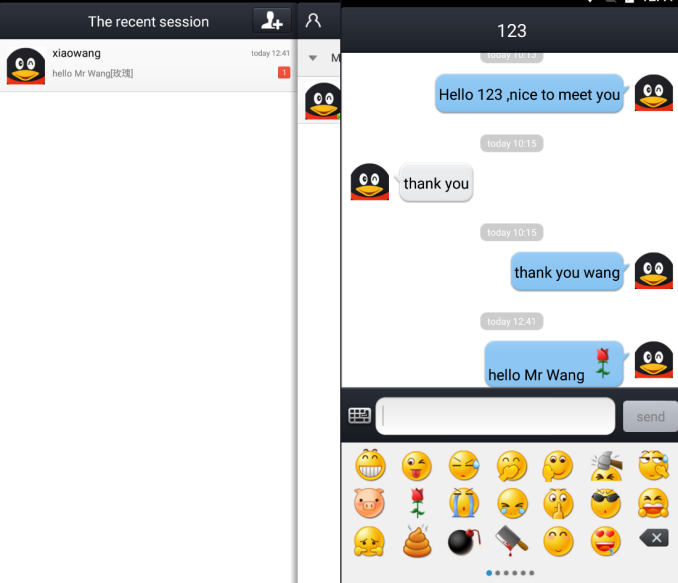 The recent session
xiaowang
today 12:41
hello Mr Wang[玫瑰]
1
M
123
today 10:13
Hello 123 ,nice to meet you
today 10:15
thank you
today 10:15
thank you wang
today 12:41
hello Mr Wang
send